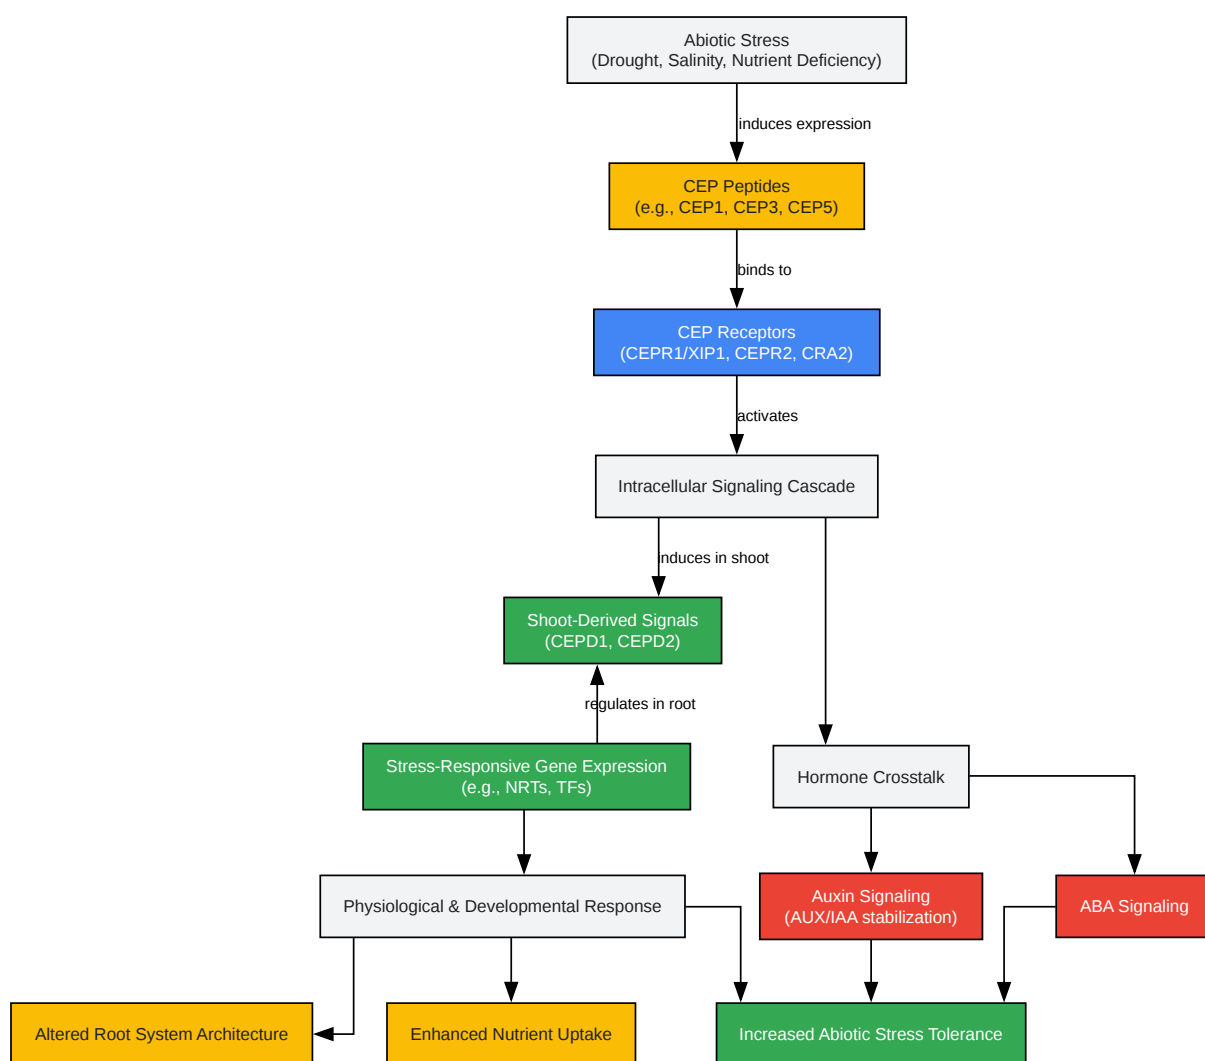 Abiotic Stress
(Drought, Salinity, Nutrient Deficiency)
induces expression
CEP Peptides
(e.g., CEP1, CEP3, CEP5)
binds to
CEP Receptors
(CEPR1/XIP1, CEPR2, CRA2)
activates
Intracellular Signaling Cascade
induces in shoot
Shoot-Derived Signals
(CEPD1, CEPD2)
regulates in root
Stress-Responsive Gene Expression
(e.g., NRTs, TFs)
Hormone Crosstalk
Physiological & Developmental Response
Auxin Signaling
(AUX/IAA stabilization)
ABA Signaling
Altered Root System Architecture
Enhanced Nutrient Uptake
Increased Abiotic Stress Tolerance